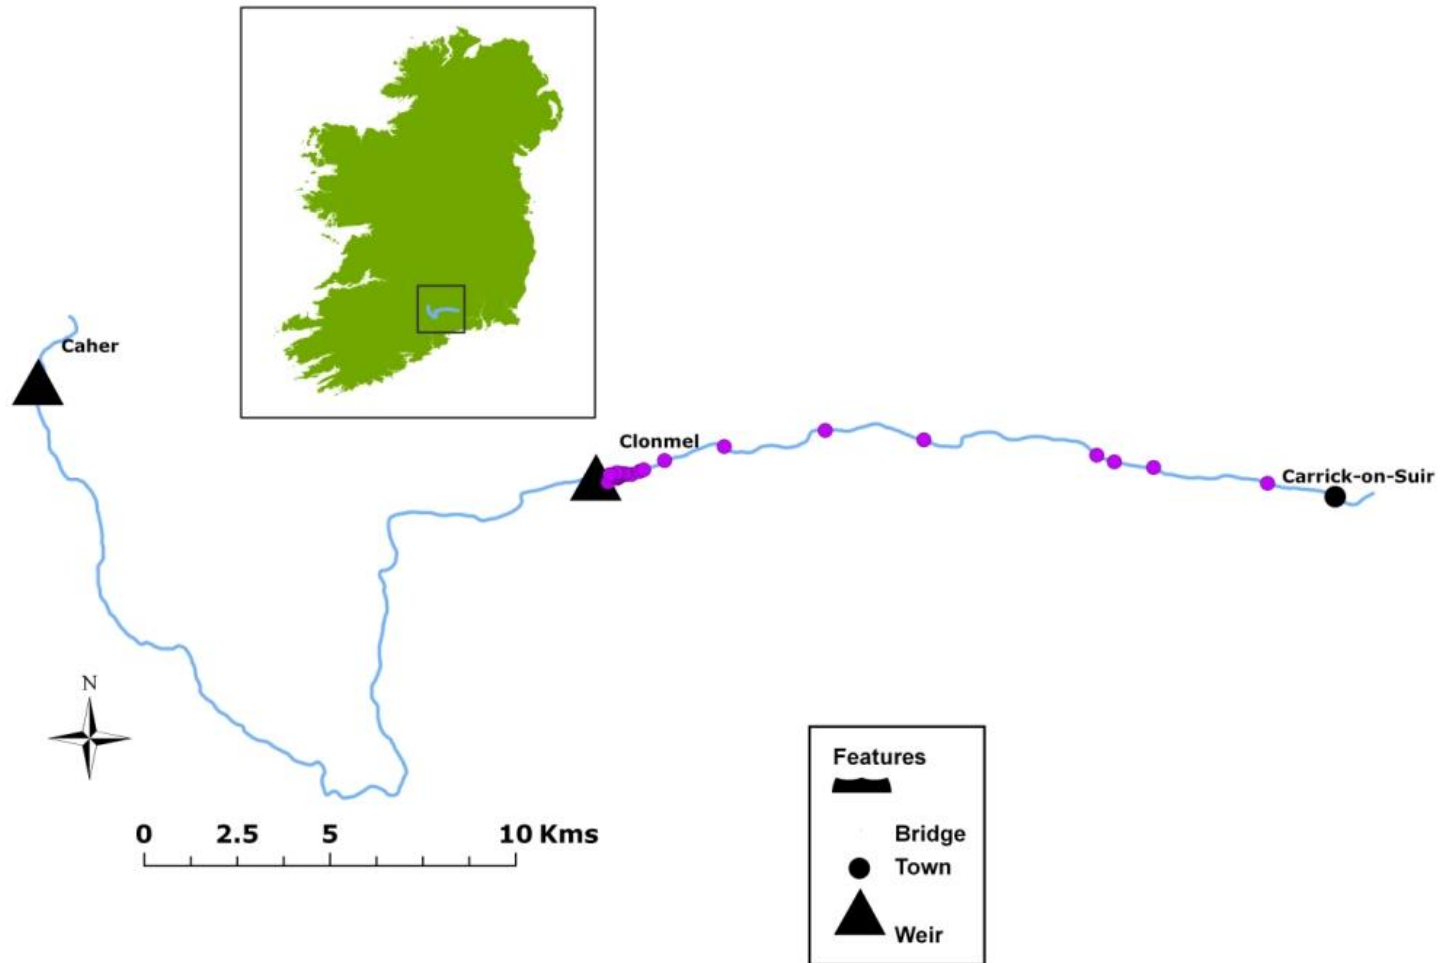 Caher
Clonmel
Carrick-on-Suir
N
0 2.5 5 10 Kms
Features
Bridge
Town
Weir